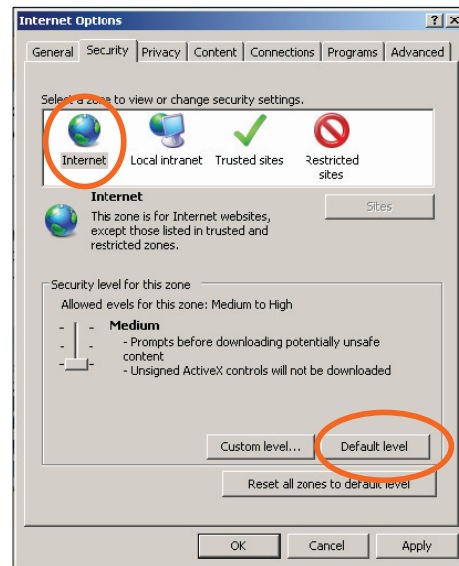 Internet Options
? X
General Security Privacy Content Connections Programs Advanced
Select a zone to view or change security settings.
Internet Local intranet Trusted sites Restricted
sites
Internet
This zone is for Internet websites,
except those listed in trusted and
restricted zones.
Sites
Security level for this zone
Allowed evels for this zone: Medium to High
Medium
- Prompts before downloading potentially unsafe
content
- Unsigned ActiveX controls will not be downloaded
Custom level... Default level
Reset all zones to default level
OK Cancel Apply